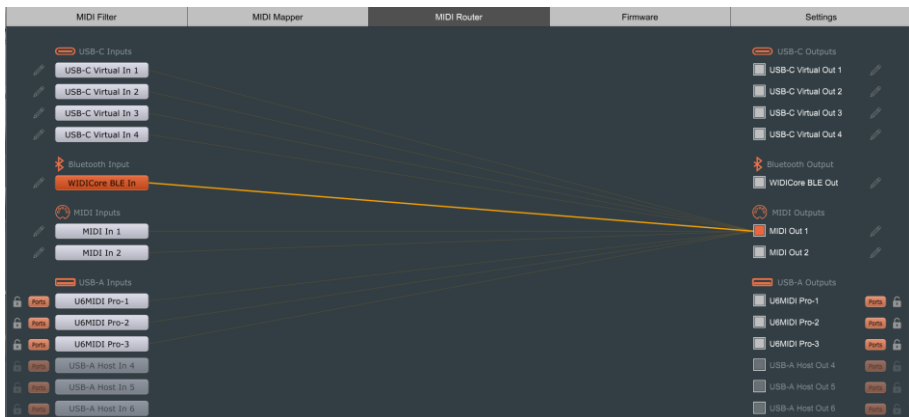 MIDI Filter
MIDI Mapper
MIDI Router
Firmware
Settings
USB-C Inputs
USB-C Virtual In 1
USB-C Virtual In 2
USB-C Virtual In 3
USB-C Virtual In 4
Bluetooth Input
WIDICore BLE In
MIDI Inputs
MIDI In 1
MIDI In 2
USB-A Inputs
Ports U6MIDI Pro-1
Ports U6MIDI Pro-2
Ports U6MIDI Pro-3
Ports USB-A Host In 4
Ports USB-A Host In 5
Ports USB-A Host In 6
USB-C Outputs
USB-C Virtual Out 1
USB-C Virtual Out 2
USB-C Virtual Out 3
USB-C Virtual Out 4
Bluetooth Output
WIDICore BLE Out
MIDI Outputs
MIDI Out 1
MIDI Out 2
USB-A Outputs
U6MIDI Pro-1 Ports
U6MIDI Pro-2 Ports
U6MIDI Pro-3 Ports
USB-A Host Out 4 Ports
USB-A Host Out 5 Ports
USB-A Host Out 6 Ports